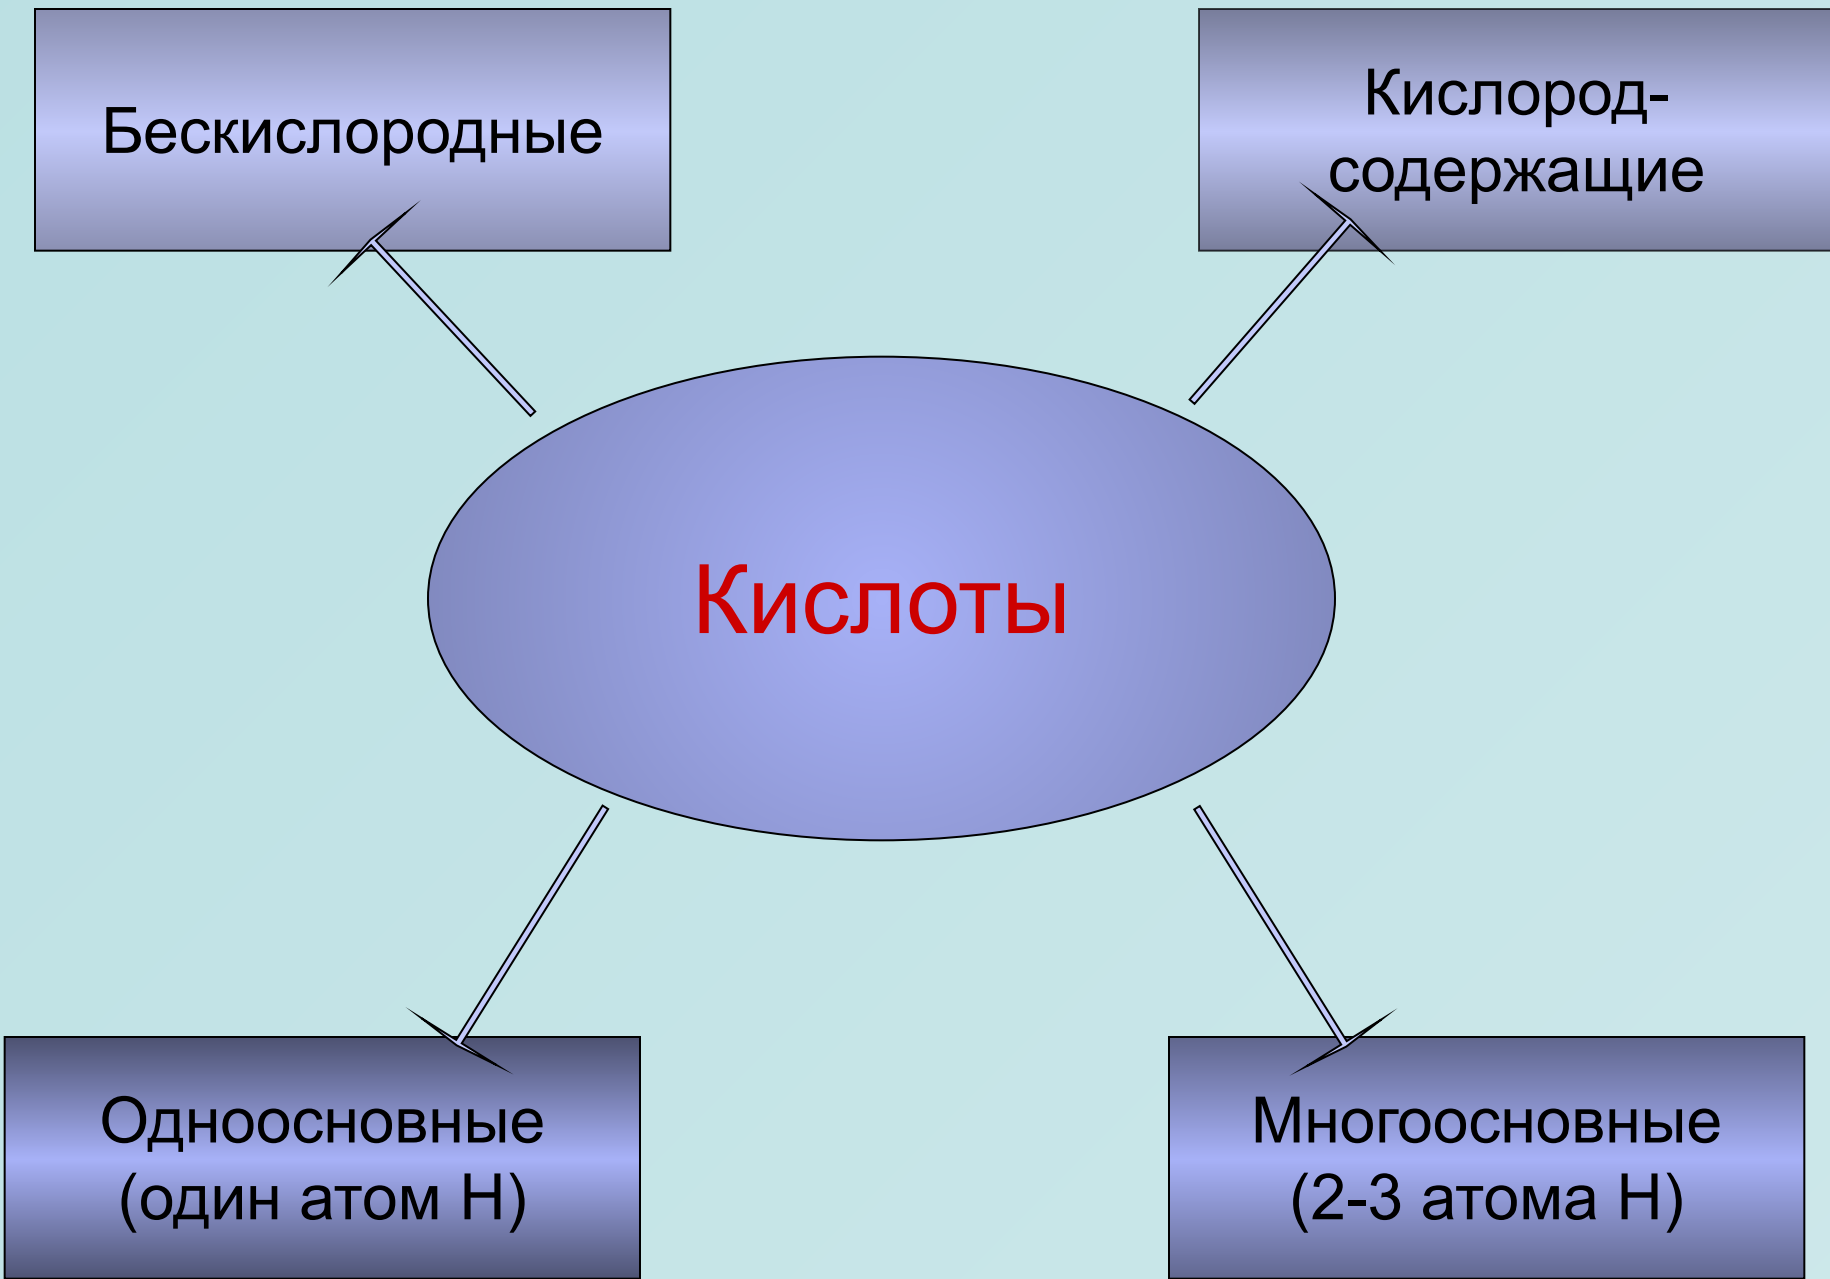 Бескислородные
Кислород-
содержащие
Кислоты
Одноосновные
(один атом Н)
Многоосновные
(2-3 атома Н)